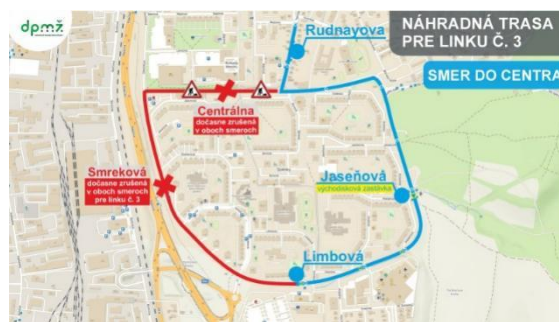 dpmž
NÁHRADNÁ TRASA
PRE LINKU Č. 3
SMER DO CENTRA
Rudnayova
Centrálna
dočasne zrušená
v oboch smeroch
Smreková
dočasne zrušená
v oboch smeroch
pre linku č. 3
Jaseňová
východisková zastávka
Limbová